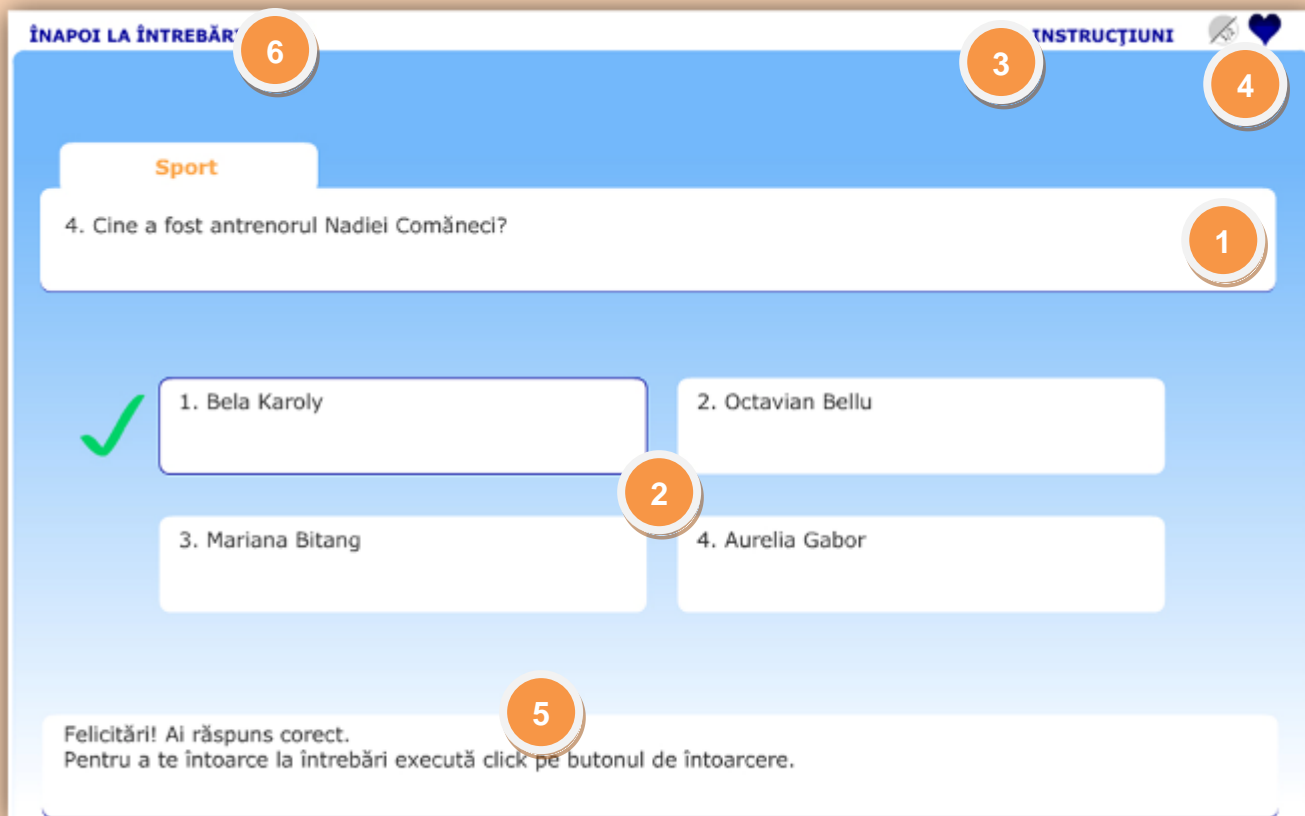 ÎNAPOI LA ÎNTREBĂR
6
3
INSTRUCŢIUNI
4
Sport
4. Cine a fost antrenorul Nadiei Comăneci?
1
1. Bela Karoly
2. Octavian Bellu
2
3. Mariana Bitang
4. Aurelia Gabor
5
Felicitări! Ai răspuns corect.
Pentru a te întoarce la întrebări execută click pe butonul de întoarcere.